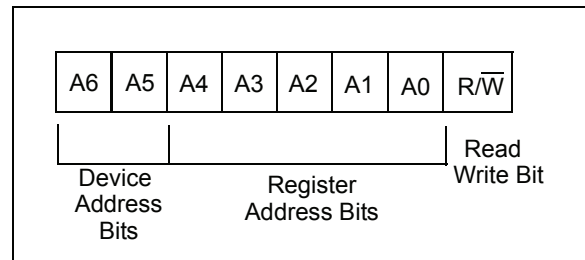 A6 A5 A4 A3 A2 A1 A0 R/W̅
Device
Address
Bits
Register
Address Bits
Read
Write Bit